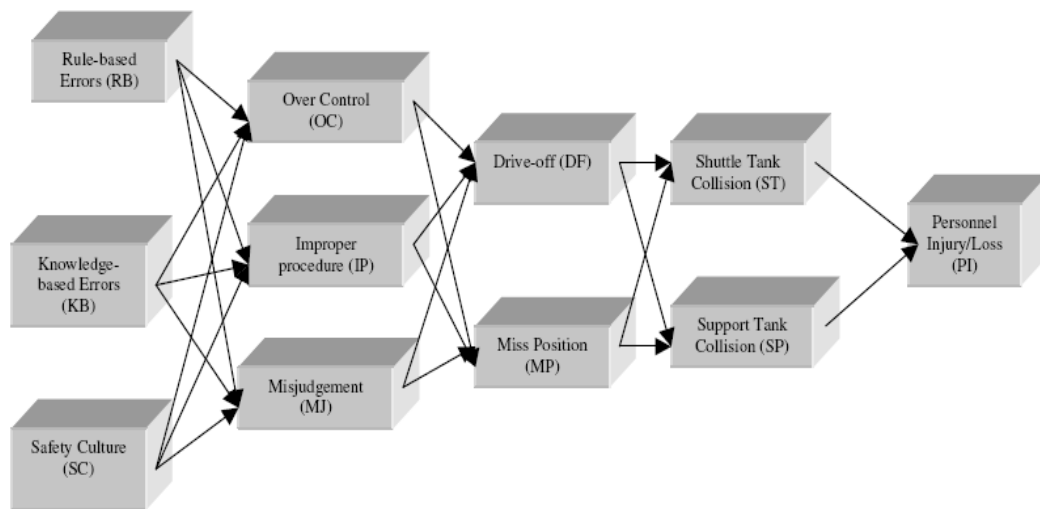 Rule-based
Errors (RB)
Knowledge-
based Errors
(KB)
Safety Culture
(SC)
Over Control
(OC)
Improper
procedure (IP)
Misjudgement
(MJ)
Drive-off (DF)
Miss Position
(MP)
Shuttle Tank
Collision (ST)
Support Tank
Collision (SP)
Personnel
Injury/Loss
(PI)